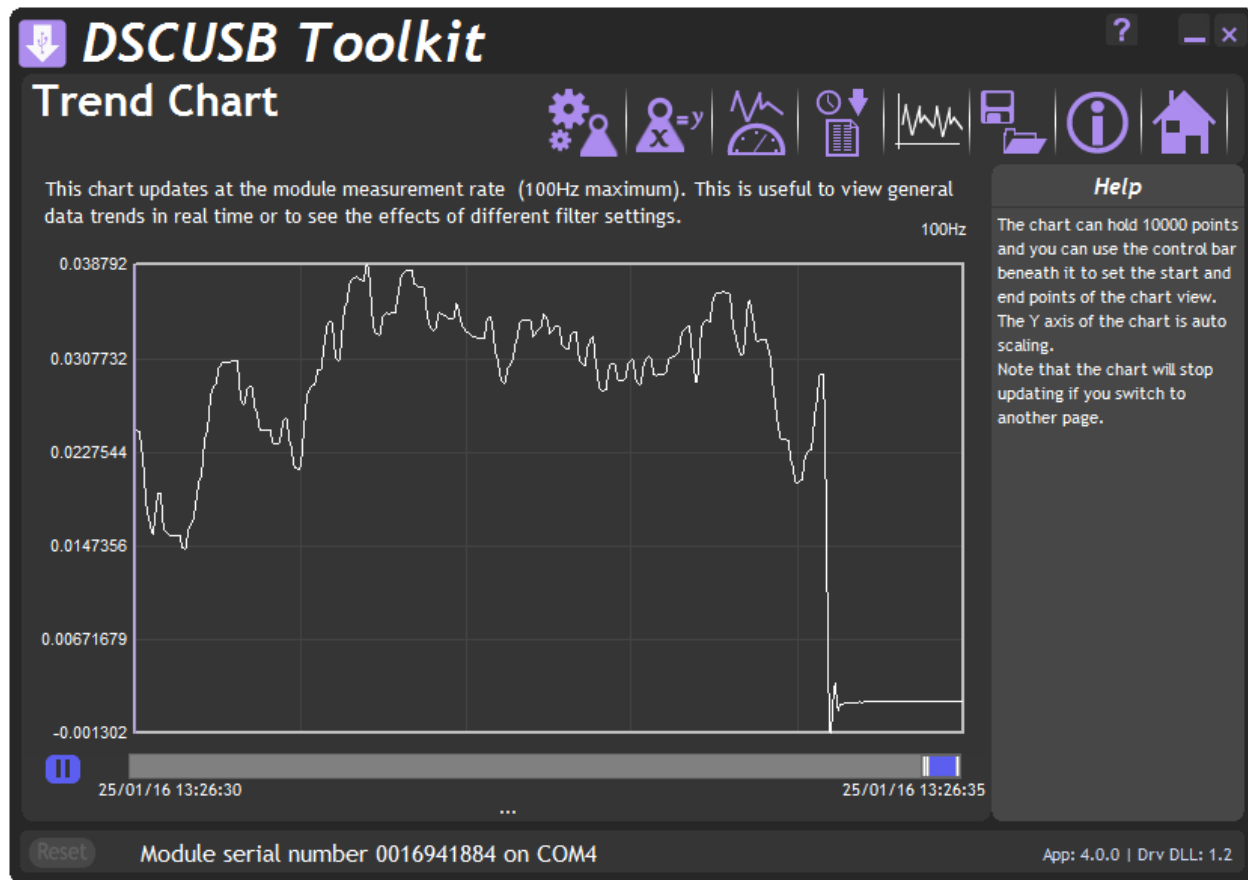 DSCUSB Toolkit
?
Trend Chart
x =y
This chart updates at the module measurement rate (100Hz maximum). This is useful to view general
data trends in real time or to see the effects of different filter settings.
100Hz
0.038792
0.0307732
0.0227544
0.0147356
0.00671679
-0.001302
25/01/16 13:26:30
25/01/16 13:26:35
...
Help
The chart can hold 10000 points
and you can use the control bar
beneath it to set the start and
end points of the chart view.
The Y axis of the chart is auto
scaling.
Note that the chart will stop
updating if you switch to
another page.
Reset
Module serial number 0016941884 on COM4
App: 4.0.0 | Drv DLL: 1.2